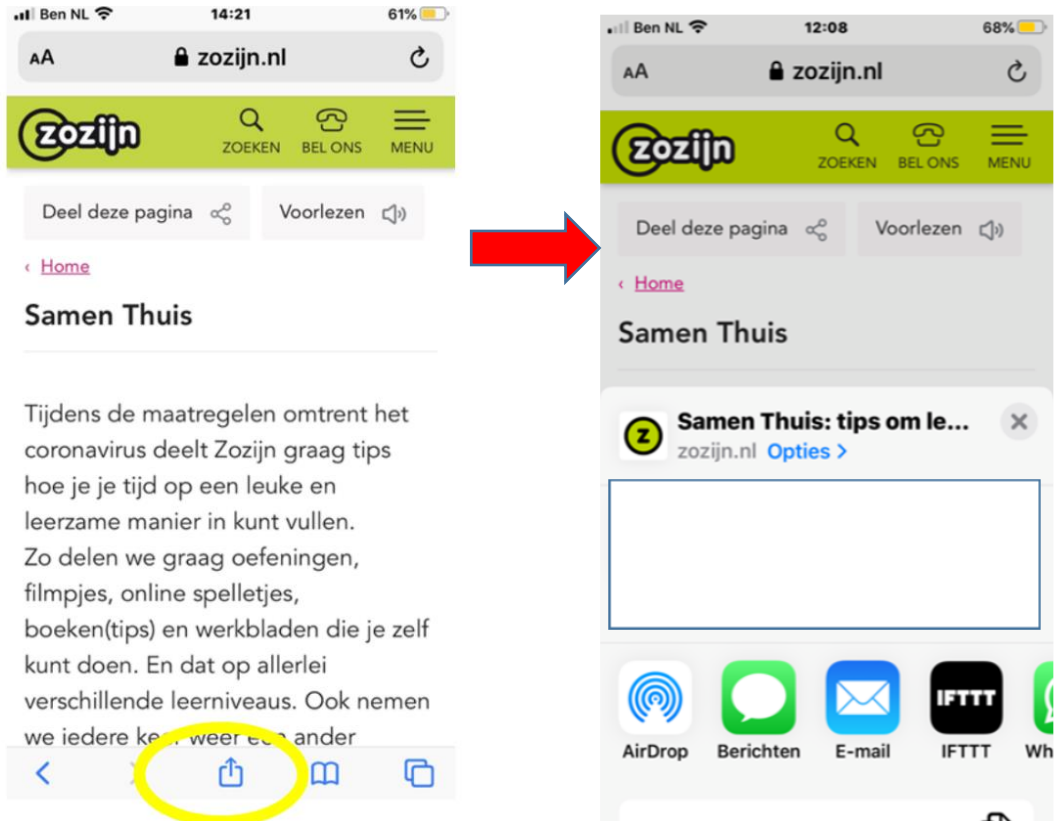 Ben NL 14:21 61%
AA zozijn.nl
zozijn
ZOEKEN BEL ONS MENU
Deel deze pagina Voorlezen
‹ Home
Samen Thuis
Tijdens de maatregelen omtrent het
coronavirus deelt Zozijn graag tips
hoe je je tijd op een leuke en
leerzame manier in kunt vullen.
Zo delen we graag oefeningen,
filmpjes, online spelletjes,
boeken(tips) en werkbladen die je zelf
kunt doen. En dat op allerlei
verschillende leerniveaus. Ook nemen
we iedere keer weer een ander
Ben NL 12:08 68%
AA zozijn.nl
zozijn
ZOEKEN BEL ONS MENU
Deel deze pagina Voorlezen
‹ Home
Samen Thuis
z
Samen Thuis: tips om le...
zozijn.nl Opties >
IFTTT
AirDrop Berichten E-mail IFTTT Wh